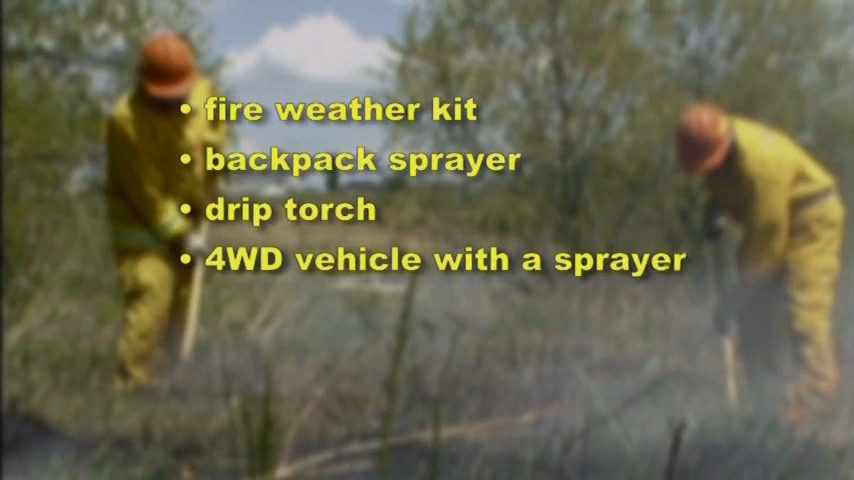 • fire weather kit
• backpack sprayer
• drip torch
• 4WD vehicle with a sprayer